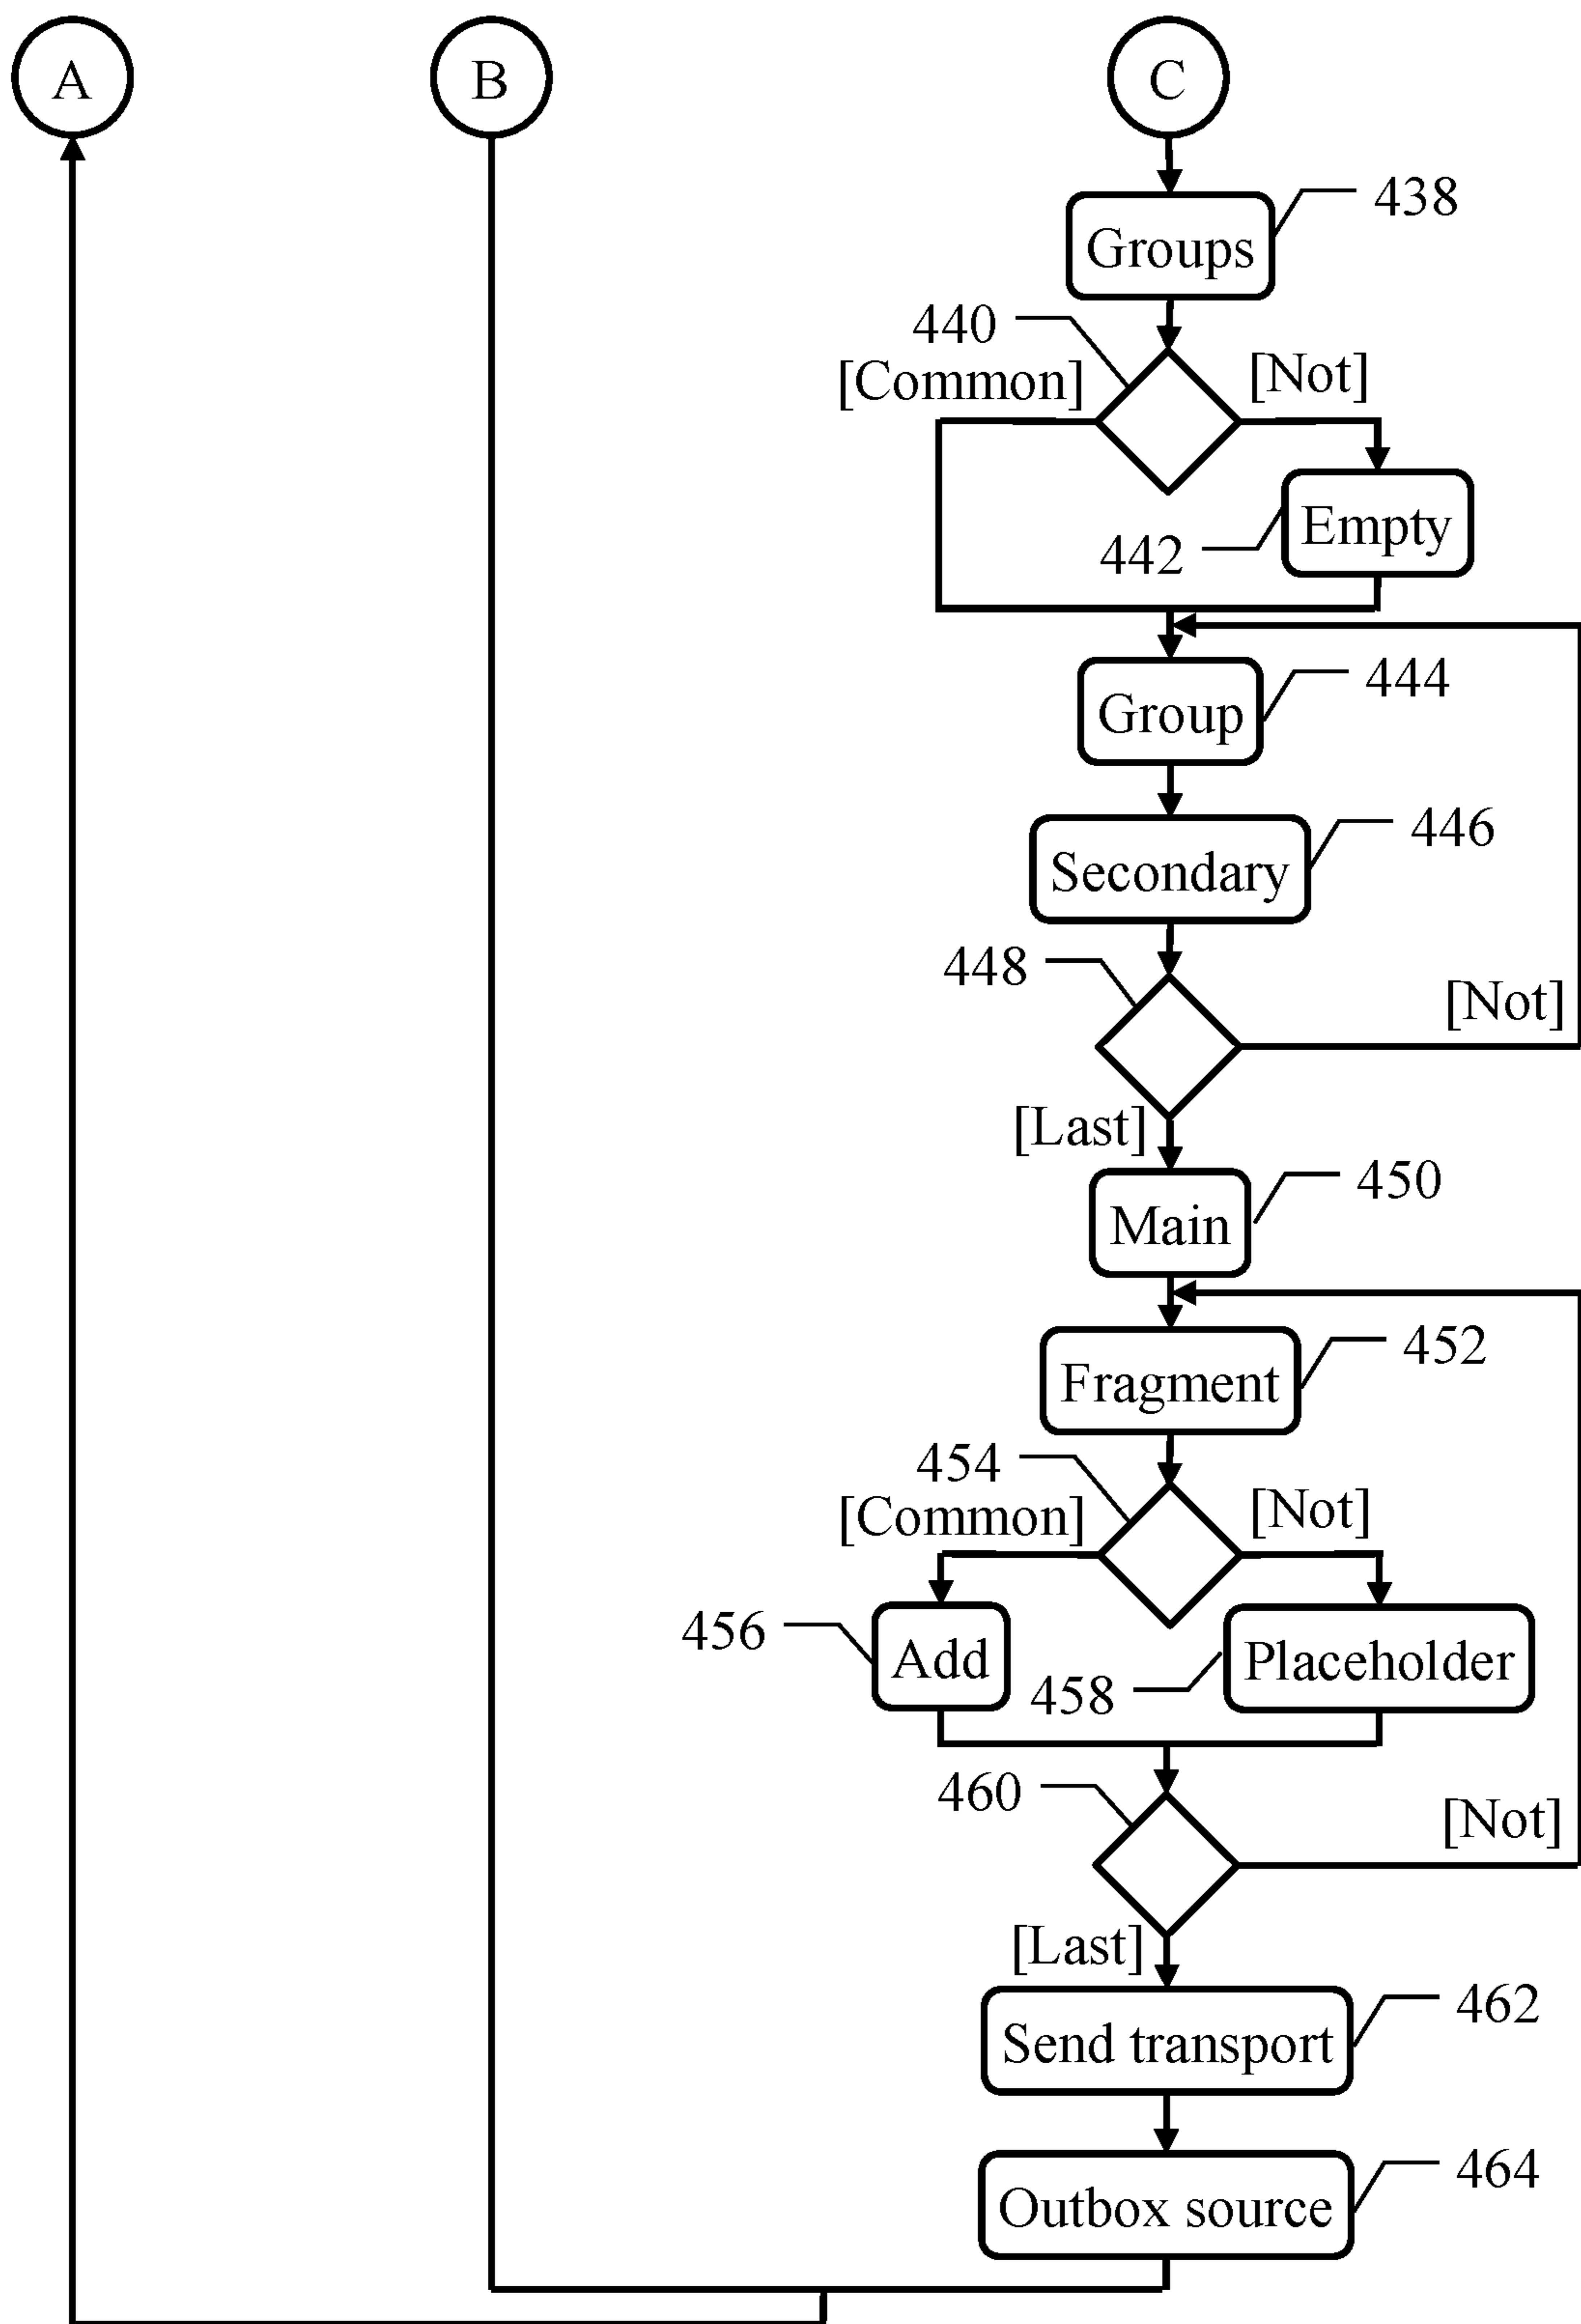 A
B
C
438
Groups
440
[Common]
[Not]
442
Empty
444
Group
446
Secondary
448
[Not]
[Last]
450
Main
452
Fragment
454
[Common]
[Not]
456
Add
458
Placeholder
460
[Not]
[Last]
462
Send transport
464
Outbox source